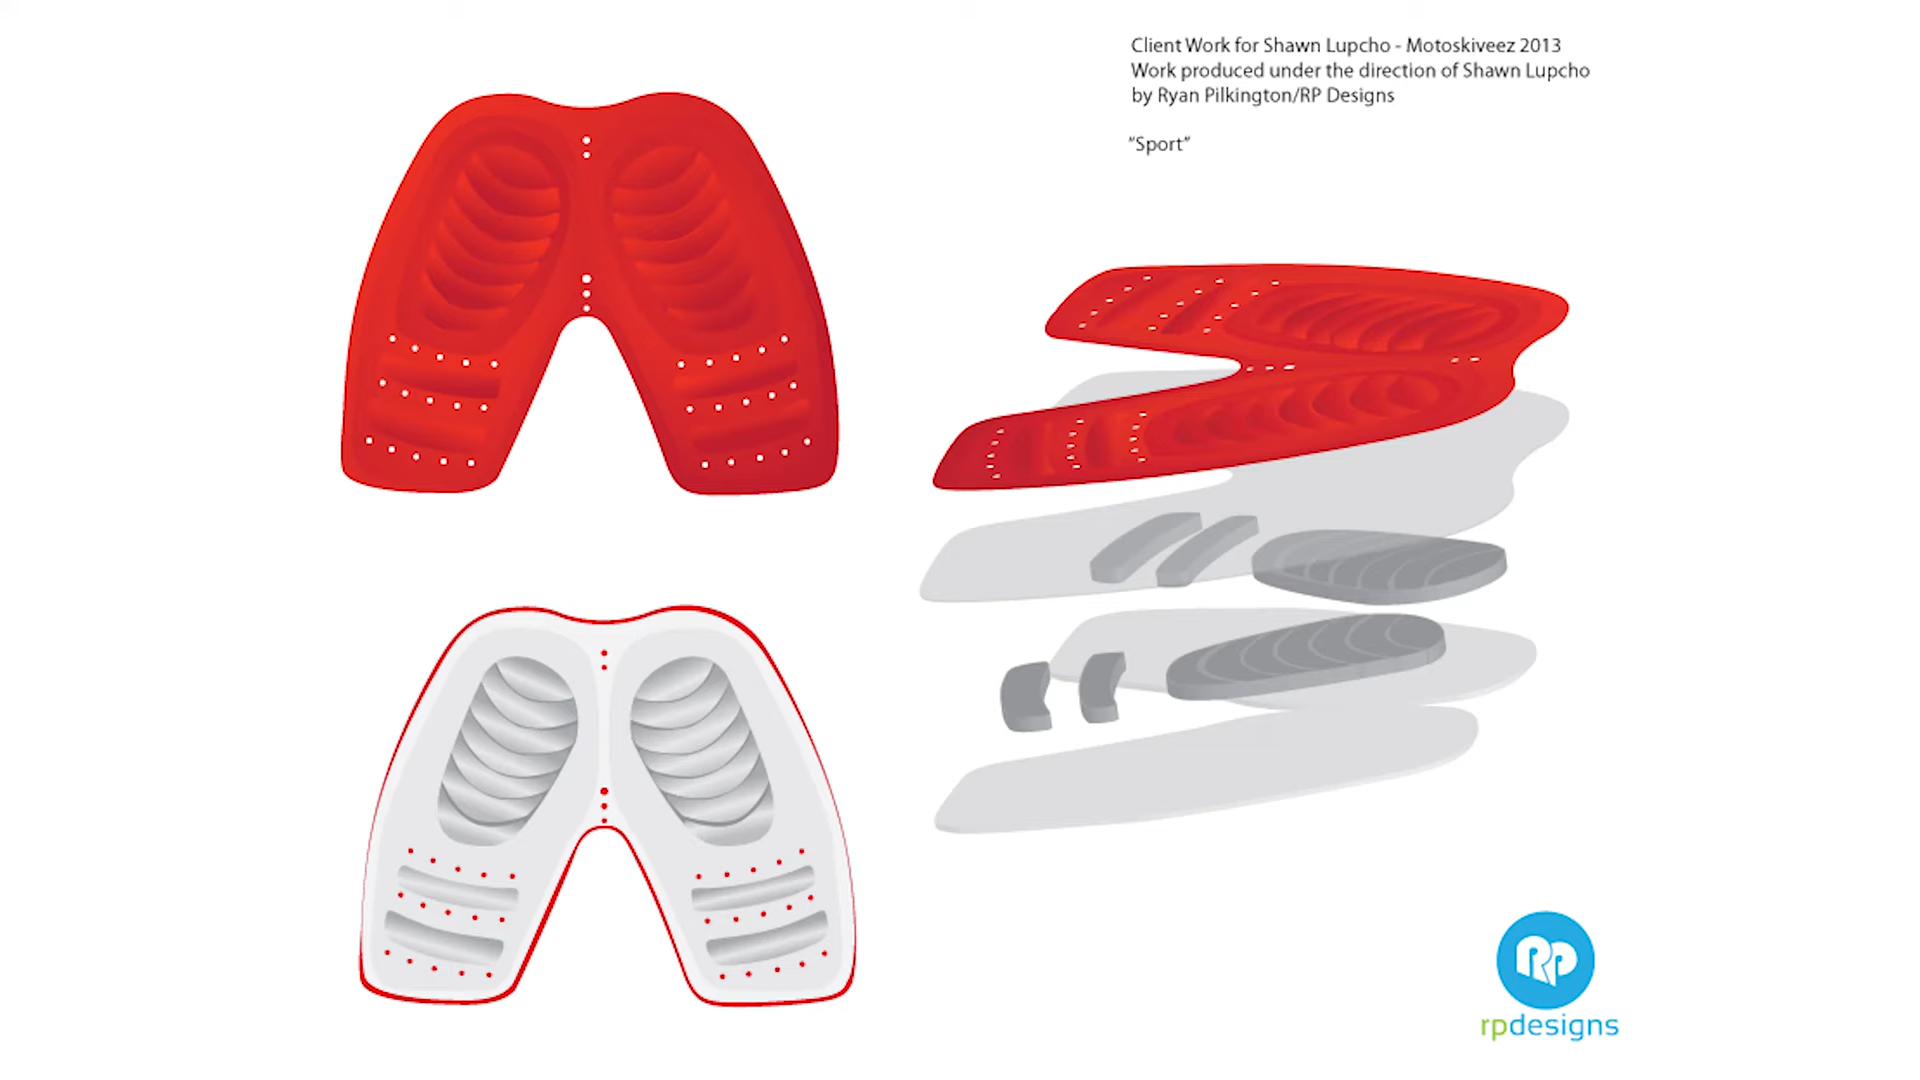 Client Work for Shawn Lupcho - Motoskiveez 2013
Work produced under the direction of Shawn Lupcho
by Ryan Pilkington/RP Designs
“Sport”
Rp
rpdesigns